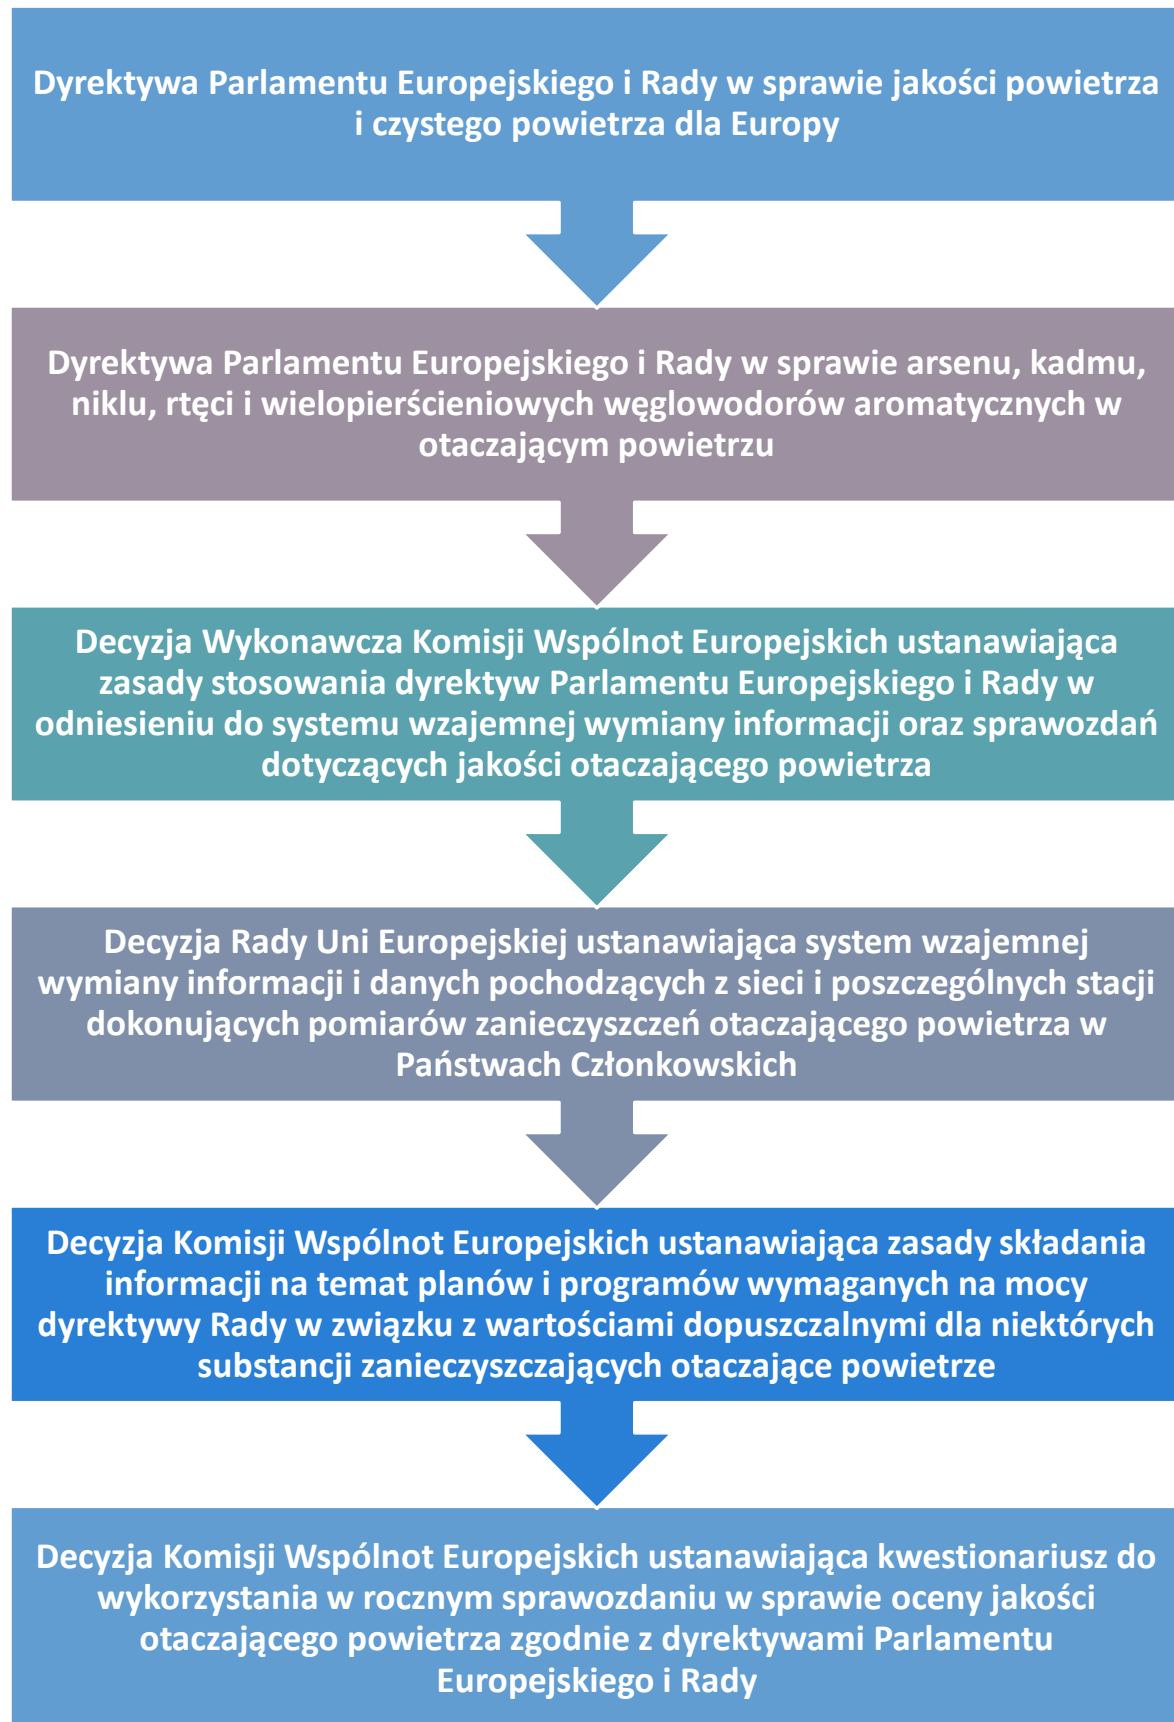 Dyrektywa Parlamentu Europejskiego i Rady w sprawie jakości powietrza
i czystego powietrza dla Europy
Dyrektywa Parlamentu Europejskiego i Rady w sprawie arsenu, kadmu,
niklu, rtęci i wielopierścieniowych węglowodorów aromatycznych w
otaczającym powietrzu
Decyzja Wykonawcza Komisji Wspólnot Europejskich ustanawiająca
zasady stosowania dyrektyw Parlamentu Europejskiego i Rady w
odniesieniu do systemu wzajemnej wymiany informacji oraz sprawozdań
dotyczących jakości otaczającego powietrza
Decyzja Rady Uni Europejskiej ustanawiająca system wzajemnej
wymiany informacji i danych pochodzących z sieci i poszczególnych stacji
dokonujących pomiarów zanieczyszczeń otaczającego powietrza w
Państwach Członkowskich
Decyzja Komisji Wspólnot Europejskich ustanawiająca zasady składania
informacji na temat planów i programów wymaganych na mocy
dyrektywy Rady w związku z wartościami dopuszczalnymi dla niektórych
substancji zanieczyszczających otaczające powietrze
Decyzja Komisji Wspólnot Europejskich ustanawiająca kwestionariusz do
wykorzystania w rocznym sprawozdaniu w sprawie oceny jakości
otaczającego powietrza zgodnie z dyrektywami Parlamentu
Europejskiego i Rady